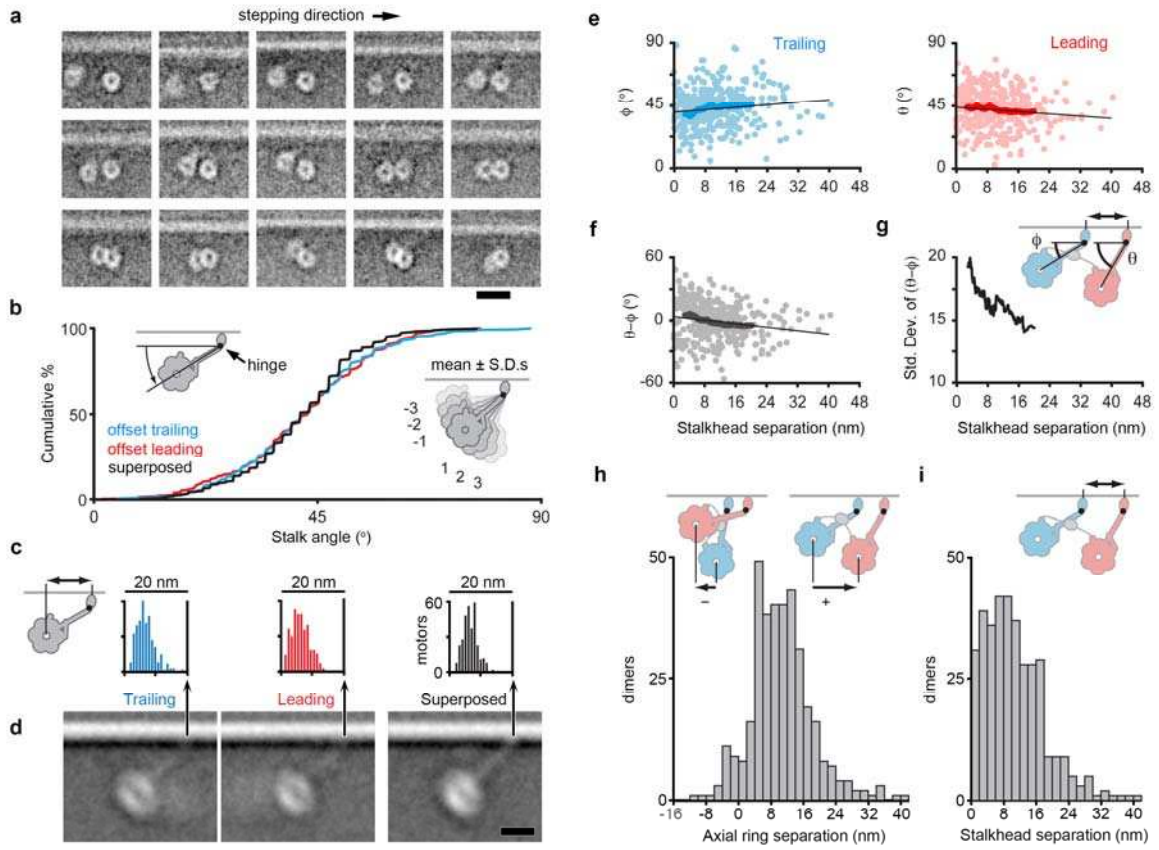 a
stepping direction
b
Cumulative %
100
50
0
hinge
offset trailing
offset leading
superposed
mean ± S.D.s
-3
-2
-1
1
2
3
0
45
90
Stalk angle (°)
c
20 nm
20 nm
20 nm
motors
60
0
Trailing
Leading
Superposed
d
e
Trailing
ϕ (°)
90
45
0
0 8 16 24 32 40 48
Leading
θ (°)
90
45
0
0 8 16 24 32 40 48
f
θ–ϕ (°)
60
0
-60
0 8 16 24 32 40 48
Stalkhead separation (nm)
g
ϕ
θ
Std. Dev. of (θ–ϕ)
20
15
10
0 8 16 24 32 40 48
Stalkhead separation (nm)
h
–
+
dimers
50
25
0
-16 -8 0 8 16 24 32 40
Axial ring separation (nm)
i
dimers
50
25
0
0 8 16 24 32 40
Stalkhead separation (nm)